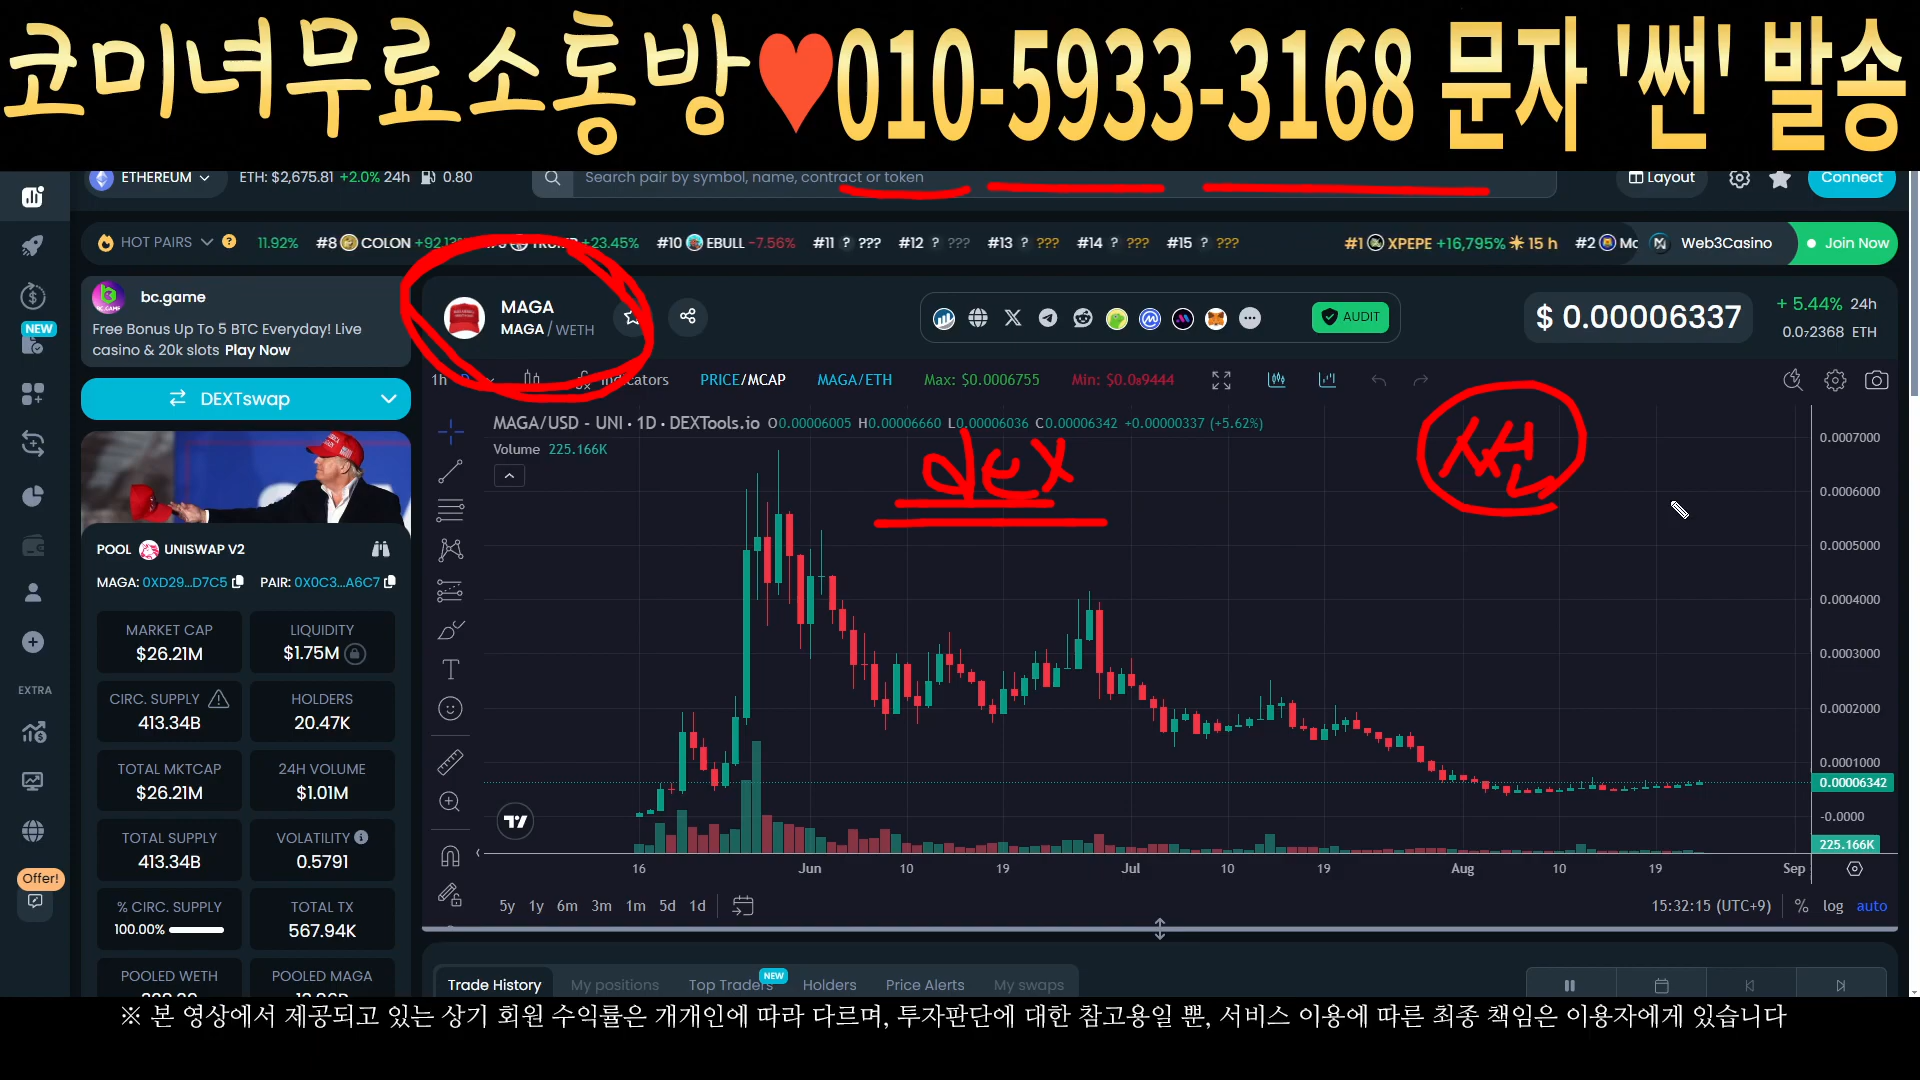 코미녀무료소통방♥010-5933-3168 문자 '썬' 발송
ETHEREUM ETH: $2,675.81 +2.0% 24h 0.80 Search pair by symbol, name, contract or token Layout Connect
HOT PAIRS ? 11.92% #8 COLON +92.13% TRUMP +23.45% #10 EBULL -7.56% #11 ? ??? #12 ? ??? #13 ? ??? #14 ? ??? #15 ? ??? #1 XPEPE +16,795% 15 h #2 Mc Web3Casino Join Now
bc.game
Free Bonus Up To 5 BTC Everyday! Live
casino & 20k slots Play Now
MAGA
MAGA / WETH
AUDIT
$ 0.00006337
+ 5.44% 24h
0.0₇2368 ETH
NEW
DEXTswap
1h Indicators PRICE/MCAP MAGA/ETH Max: $0.0006755 Min: $0.0₈9444
MAGA/USD - UNI · 1D · DEXTools.io O0.00006005 H0.00006660 L0.00006036 C0.00006342 +0.00000337 (+5.62%)
Volume 225.166K
dex
POOL UNISWAP V2
MAGA: 0XD29...D7C5 PAIR: 0X0C3...A6C7
MARKET CAP LIQUIDITY
$26.21M $1.75M
CIRC. SUPPLY HOLDERS
413.34B 20.47K
TOTAL MKTCAP 24H VOLUME
$26.21M $1.01M
TOTAL SUPPLY VOLATILITY
413.34B 0.5791
% CIRC. SUPPLY TOTAL TX
100.00% 567.94K
POOLED WETH POOLED MAGA
EXTRA
Offer!
0.0007000
0.0006000
0.0005000
0.0004000
0.0003000
0.0002000
0.0001000
0.00006342
-0.0000
225.166K
16 Jun 10 19 Jul 10 19 Aug 10 19 Sep
5y 1y 6m 3m 1m 5d 1d 15:32:15 (UTC+9) % log auto
Trade History My positions Top Traders NEW Holders Price Alerts My swaps
※ 본 영상에서 제공되고 있는 상기 회원 수익률은 개개인에 따라 다르며, 투자판단에 대한 참고용일 뿐, 서비스 이용에 따른 최종 책임은 이용자에게 있습니다